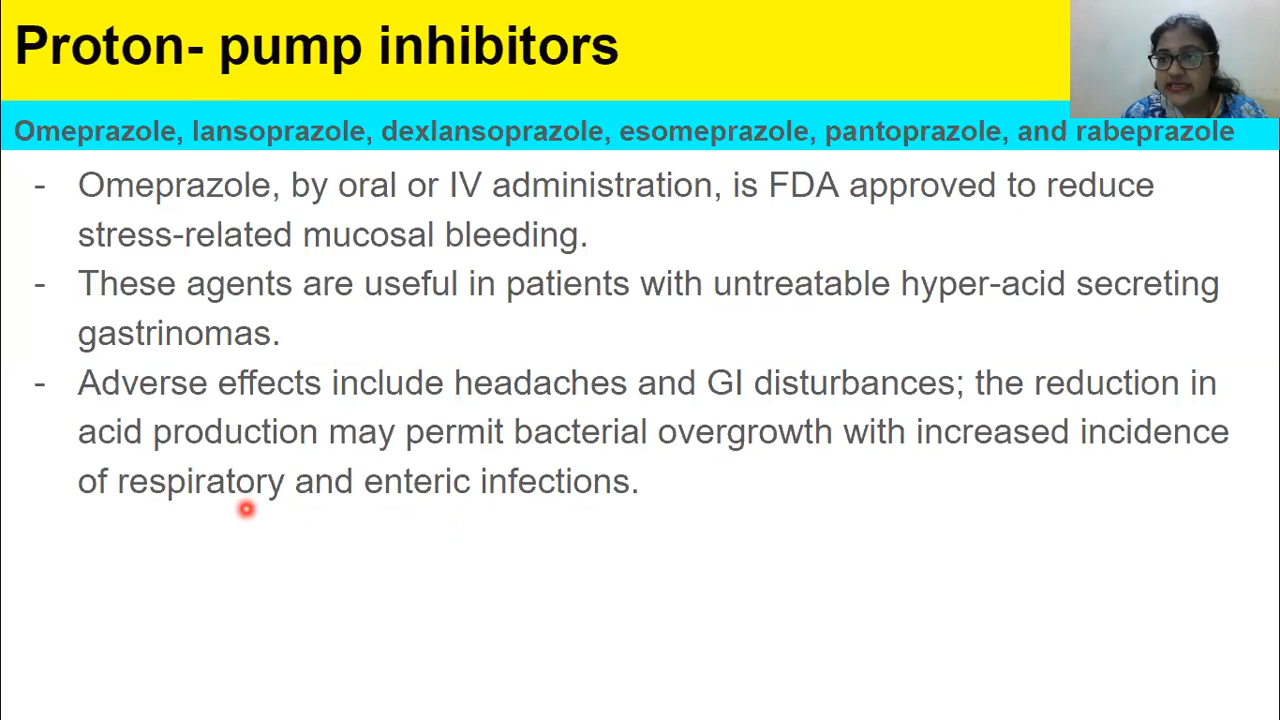 Proton- pump inhibitors
Omeprazole, lansoprazole, dexlansoprazole, esomeprazole, pantoprazole, and rabeprazole
- Omeprazole, by oral or IV administration, is FDA approved to reduce
stress-related mucosal bleeding.
- These agents are useful in patients with untreatable hyper-acid secreting
gastrinomas.
- Adverse effects include headaches and GI disturbances; the reduction in
acid production may permit bacterial overgrowth with increased incidence
of respiratory and enteric infections.